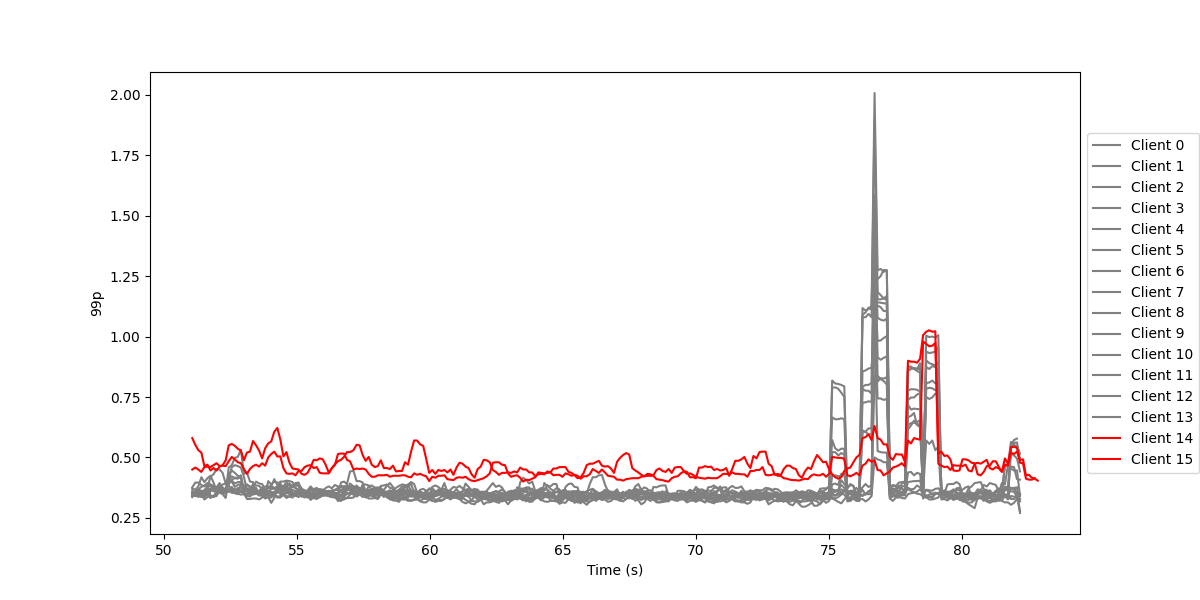 99p
2.00
1.75
1.50
1.25
1.00
0.75
0.50
0.25
50
55
60
65
70
75
80
Time (s)
Client 0
Client 1
Client 2
Client 3
Client 4
Client 5
Client 6
Client 7
Client 8
Client 9
Client 10
Client 11
Client 12
Client 13
Client 14
Client 15